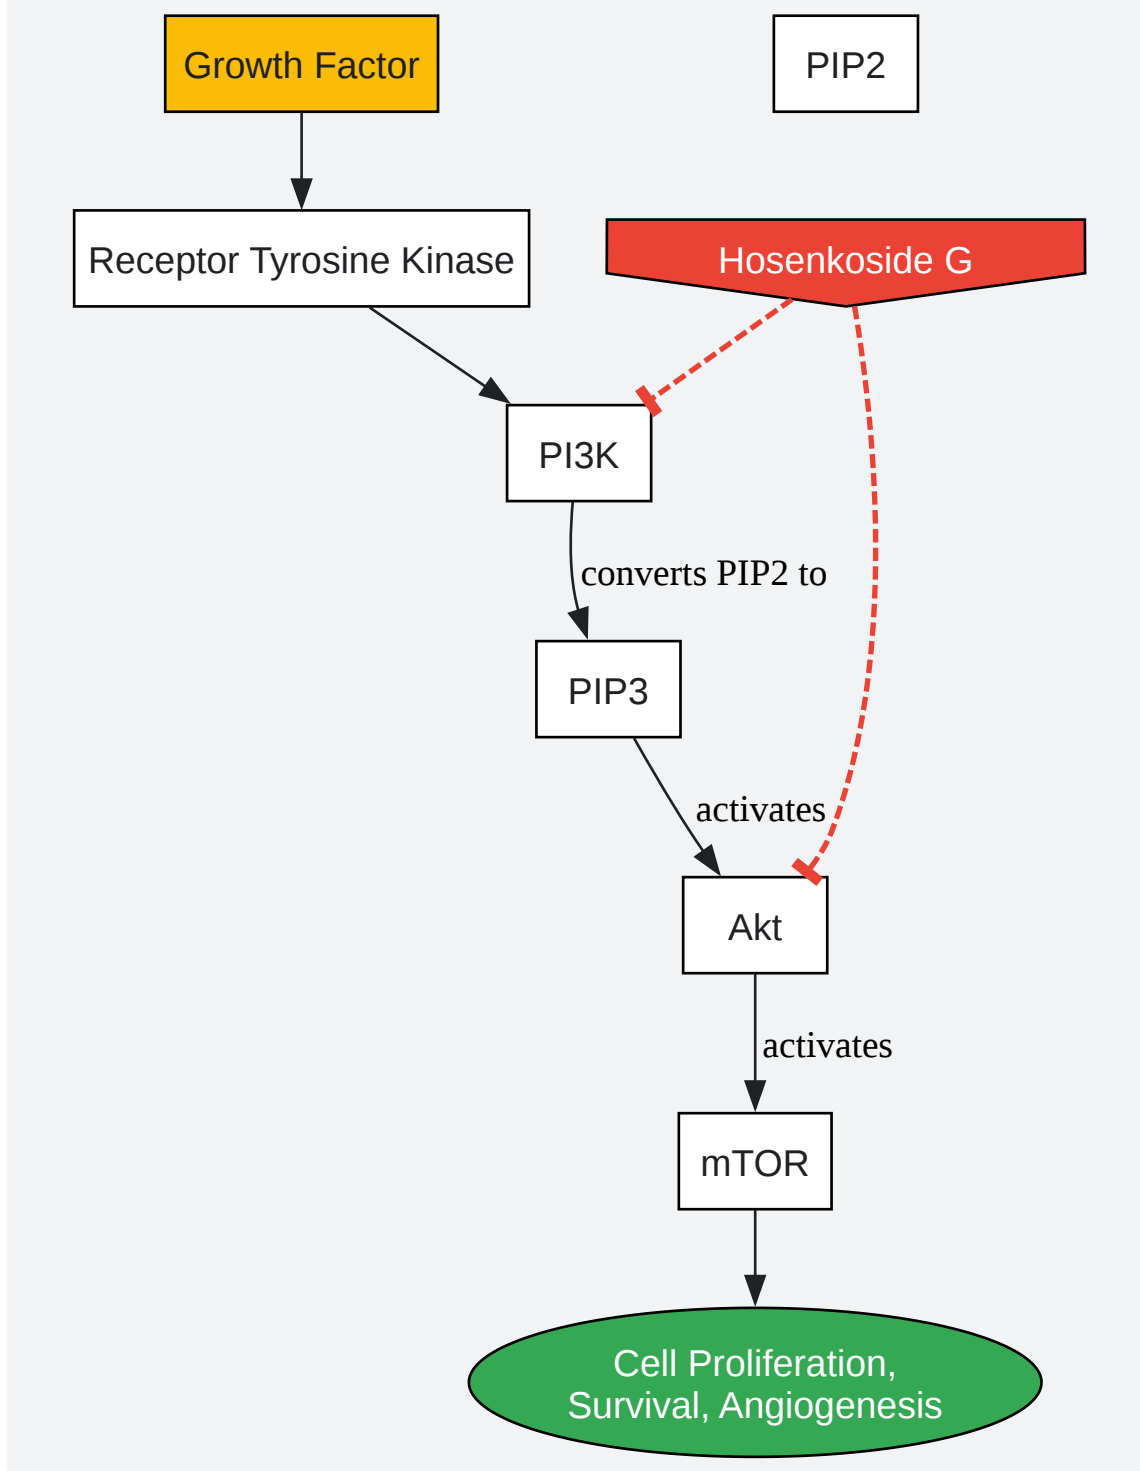 Growth Factor
PIP2
Receptor Tyrosine Kinase
Hosenkoside G
PI3K
converts PIP2 to
PIP3
activates
Akt
activates
mTOR
Cell Proliferation,
Survival, Angiogenesis